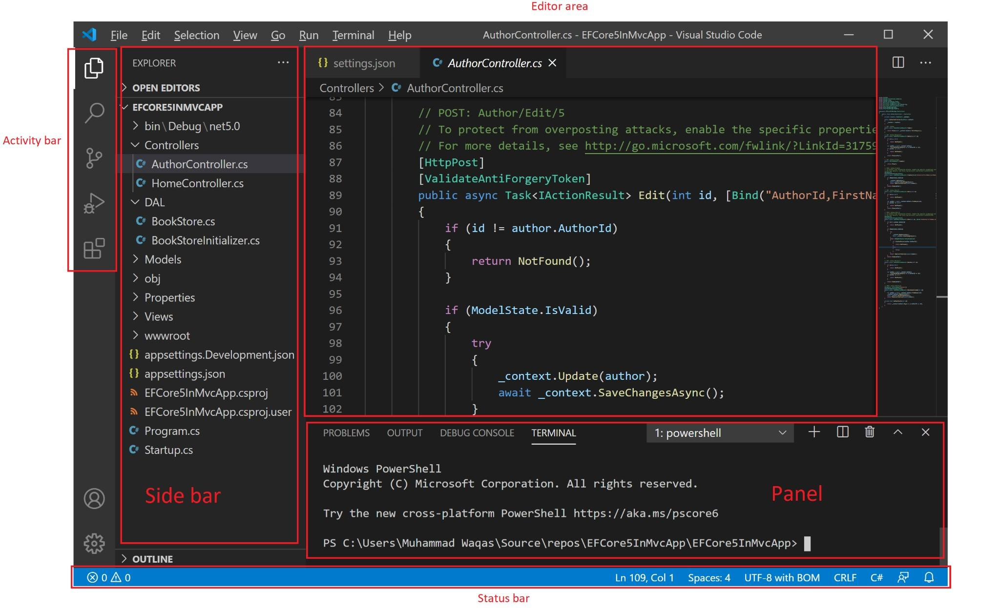 Editor area
File Edit Selection View Go Run Terminal Help AuthorController.cs - EFCore5InMvcApp - Visual Studio Code
Activity bar
EXPLORER
OPEN EDITORS
EFCORE5INMVCAPP
bin\Debug\net5.0
Controllers
C# AuthorController.cs
C# HomeController.cs
DAL
C# BookStore.cs
C# BookStoreInitializer.cs
Models
obj
Properties
Views
wwwroot
{} appsettings.Development.json
{} appsettings.json
EFCore5InMvcApp.csproj
EFCore5InMvcApp.csproj.user
C# Program.cs
C# Startup.cs
Side bar
OUTLINE
{} settings.json C# AuthorController.cs
Controllers > C# AuthorController.cs
84 // POST: Author/Edit/5
85 // To protect from overposting attacks, enable the specific propertie
86 // For more details, see http://go.microsoft.com/fwlink/?LinkId=31759
87 [HttpPost]
88 [ValidateAntiForgeryToken]
89 public async Task<IActionResult> Edit(int id, [Bind("AuthorId,FirstNa
90 {
91 if (id != author.AuthorId)
92 {
93 return NotFound();
94 }
95
96 if (ModelState.IsValid)
97 {
98 try
99 {
100 _context.Update(author);
101 await _context.SaveChangesAsync();
102 }
PROBLEMS OUTPUT DEBUG CONSOLE TERMINAL 1: powershell
Windows PowerShell
Copyright (C) Microsoft Corporation. All rights reserved.
Panel
Try the new cross-platform PowerShell https://aka.ms/pscore6
PS C:\Users\Muhammad Waqas\Source\repos\EFCore5InMvcApp\EFCore5InMvcApp>
0 0 Ln 109, Col 1 Spaces: 4 UTF-8 with BOM CRLF C#
Status bar